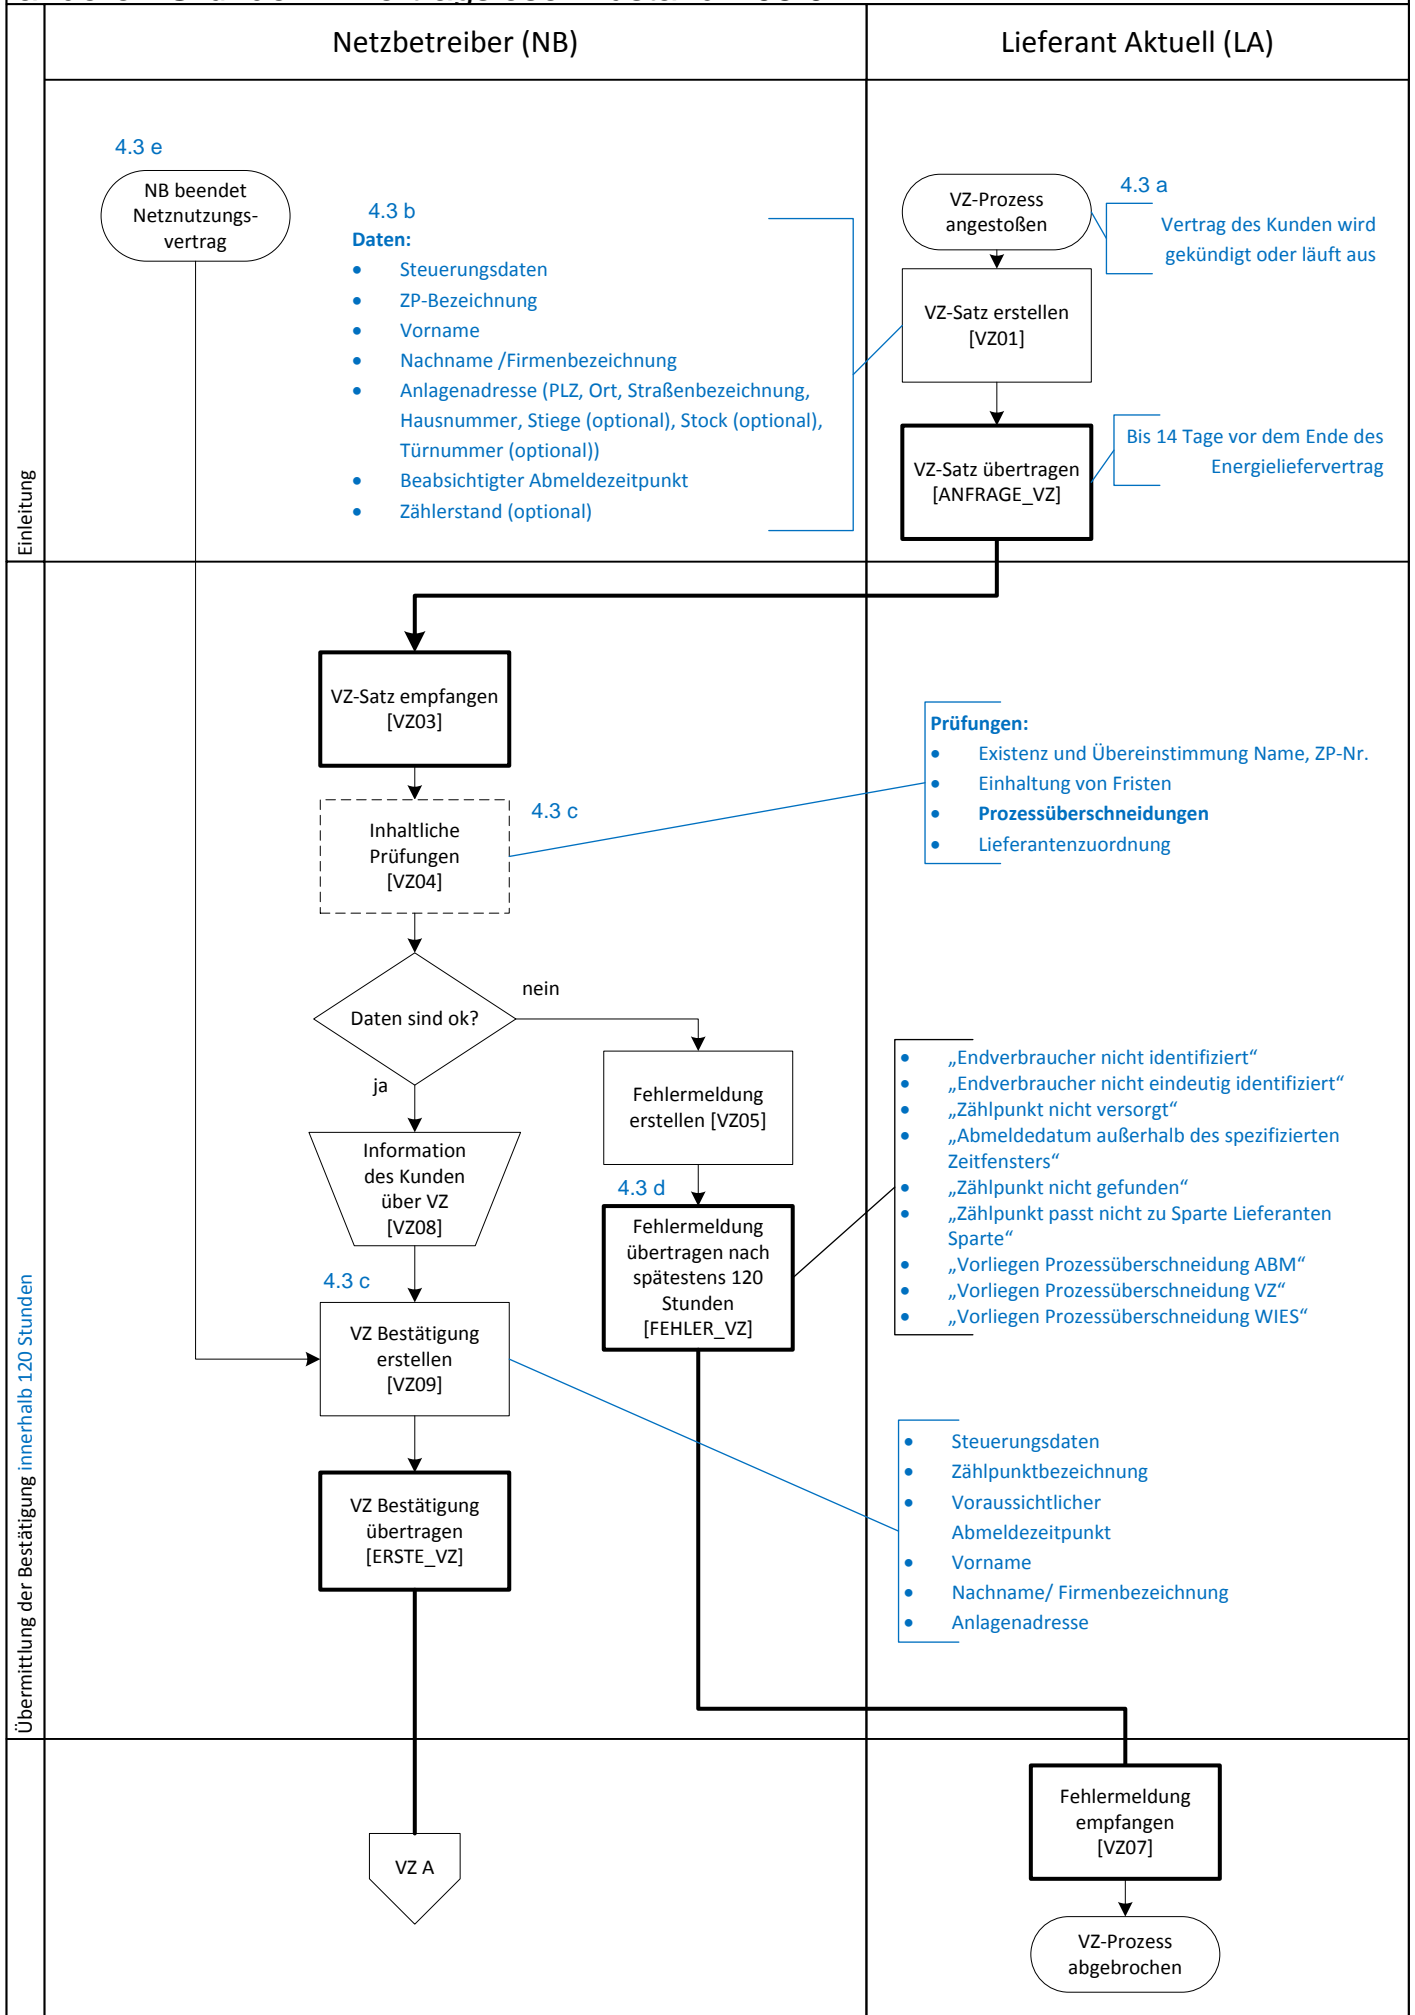 Netzbetreiber (NB)
Lieferant Aktuell (LA)
Einleitung
4.3 e
NB beendet
Netznutzungs-
vertrag
4.3 b
Daten:
• Steuerungsdaten
• ZP-Bezeichnung
• Vorname
• Nachname /Firmenbezeichnung
• Anlagenadresse (PLZ, Ort, Straßenbezeichnung,
Hausnummer, Stiege (optional), Stock (optional),
Türnummer (optional))
• Beabsichtigter Abmeldezeitpunkt
• Zählerstand (optional)
VZ-Prozess
angestoßen
4.3 a
Vertrag des Kunden wird
gekündigt oder läuft aus
VZ-Satz erstellen
[VZ01]
VZ-Satz übertragen
[ANFRAGE_VZ]
Bis 14 Tage vor dem Ende des
Energieliefervertrag
Übermittlung der Bestätigung innerhalb 120 Stunden
VZ-Satz empfangen
[VZ03]
Inhaltliche
Prüfungen
[VZ04]
4.3 c
Prüfungen:
• Existenz und Übereinstimmung Name, ZP-Nr.
• Einhaltung von Fristen
• Prozessüberschneidungen
• Lieferantenzuordnung
Daten sind ok?
nein
ja
Fehlermeldung
erstellen [VZ05]
Information
des Kunden
über VZ
[VZ08]
4.3 d
Fehlermeldung
übertragen nach
spätestens 120
Stunden
[FEHLER_VZ]
• „Endverbraucher nicht identifiziert“
• „Endverbraucher nicht eindeutig identifiziert“
• „Zählpunkt nicht versorgt“
• „Abmeldedatum außerhalb des spezifizierten
Zeitfensters“
• „Zählpunkt nicht gefunden“
• „Zählpunkt passt nicht zu Sparte Lieferanten
Sparte“
• „Vorliegen Prozessüberschneidung ABM“
• „Vorliegen Prozessüberschneidung VZ“
• „Vorliegen Prozessüberschneidung WIES“
4.3 c
VZ Bestätigung
erstellen
[VZ09]
VZ Bestätigung
übertragen
[ERSTE_VZ]
• Steuerungsdaten
• Zählpunktbezeichnung
• Voraussichtlicher
Abmeldezeitpunkt
• Vorname
• Nachname/ Firmenbezeichnung
• Anlagenadresse
VZ A
Fehlermeldung
empfangen
[VZ07]
VZ-Prozess
abgebrochen